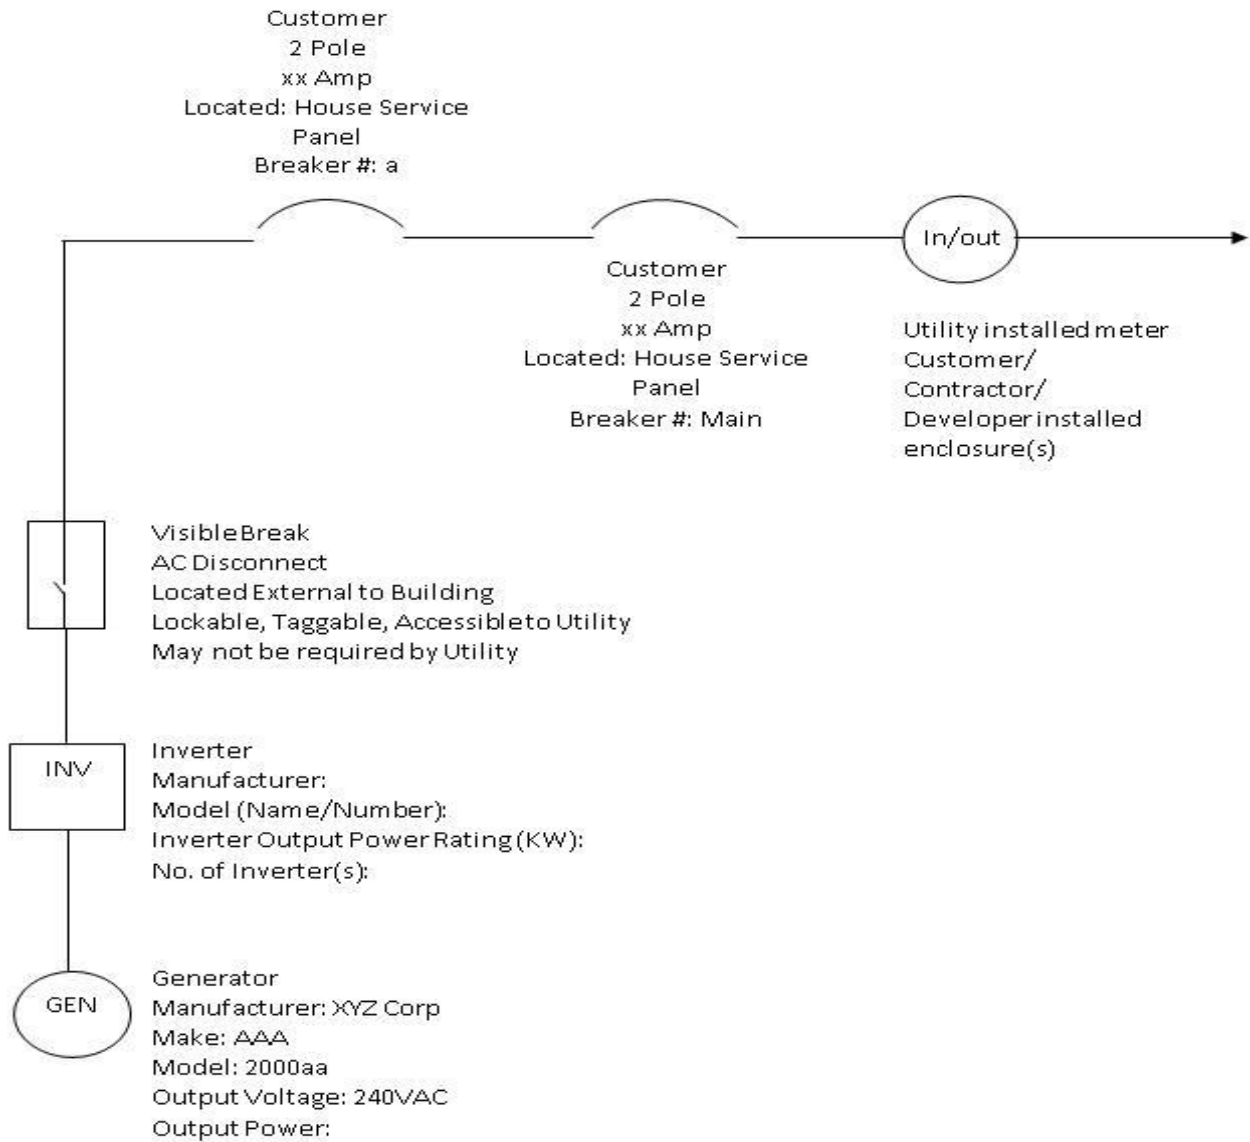 Customer
2 Pole
xx Amp
Located: House Service
Panel
Breaker #: a
In/out
Customer
2 Pole
xx Amp
Located: House Service
Panel
Breaker #: Main
Utility installed meter
Customer/
Contractor/
Developer installed
enclosure(s)
Visible Break
AC Disconnect
Located External to Building
Lockable, Taggable, Accessible to Utility
May not be required by Utility
INV
Inverter
Manufacturer:
Model (Name/Number):
Inverter Output Power Rating (KW):
No. of Inverter(s):
GEN
Generator
Manufacturer: XYZ Corp
Make: AAA
Model: 2000aa
Output Voltage: 240VAC
Output Power: